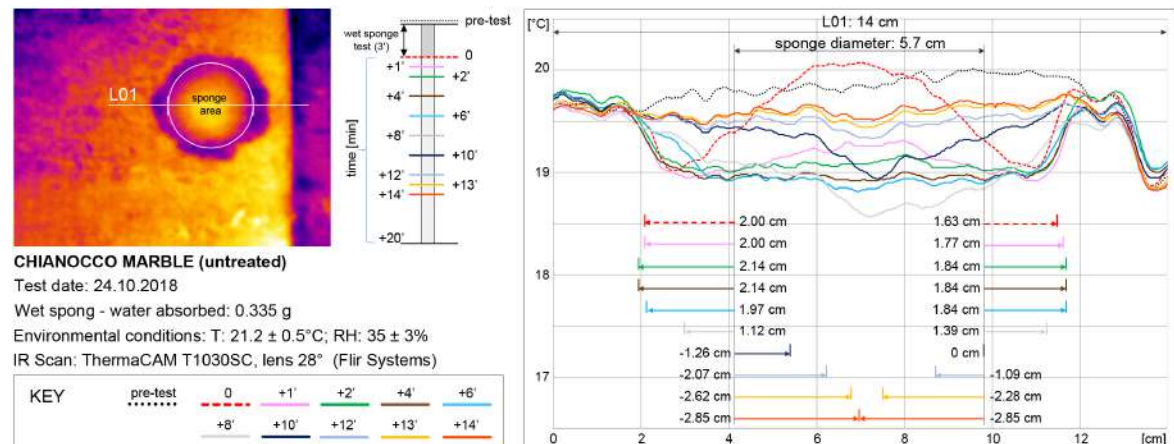 L01
sponge
area
pre-test
wet sponge
test (3')
0
+1'
+2'
+4'
+6'
+8'
+10'
+12'
+13'
+14'
+20'
time [min]
CHIANOCCO MARBLE (untreated)
Test date: 24.10.2018
Wet spong - water absorbed: 0.335 g
Environmental conditions: T: 21.2 ± 0.5°C; RH: 35 ± 3%
IR Scan: ThermaCAM T1030SC, lens 28° (Flir Systems)
KEY
pre-test 0 +1' +2' +4' +6'
+8' +10' +12' +13' +14'
[°C]
L01: 14 cm
sponge diameter: 5.7 cm
20
19
18
17
2.00 cm 1.63 cm
2.00 cm 1.77 cm
2.14 cm 1.84 cm
2.14 cm 1.84 cm
1.97 cm 1.84 cm
1.12 cm 1.39 cm
-1.26 cm 0 cm
-2.07 cm -1.09 cm
-2.62 cm -2.28 cm
-2.85 cm -2.85 cm
0 2 4 6 8 10 12 [cm]